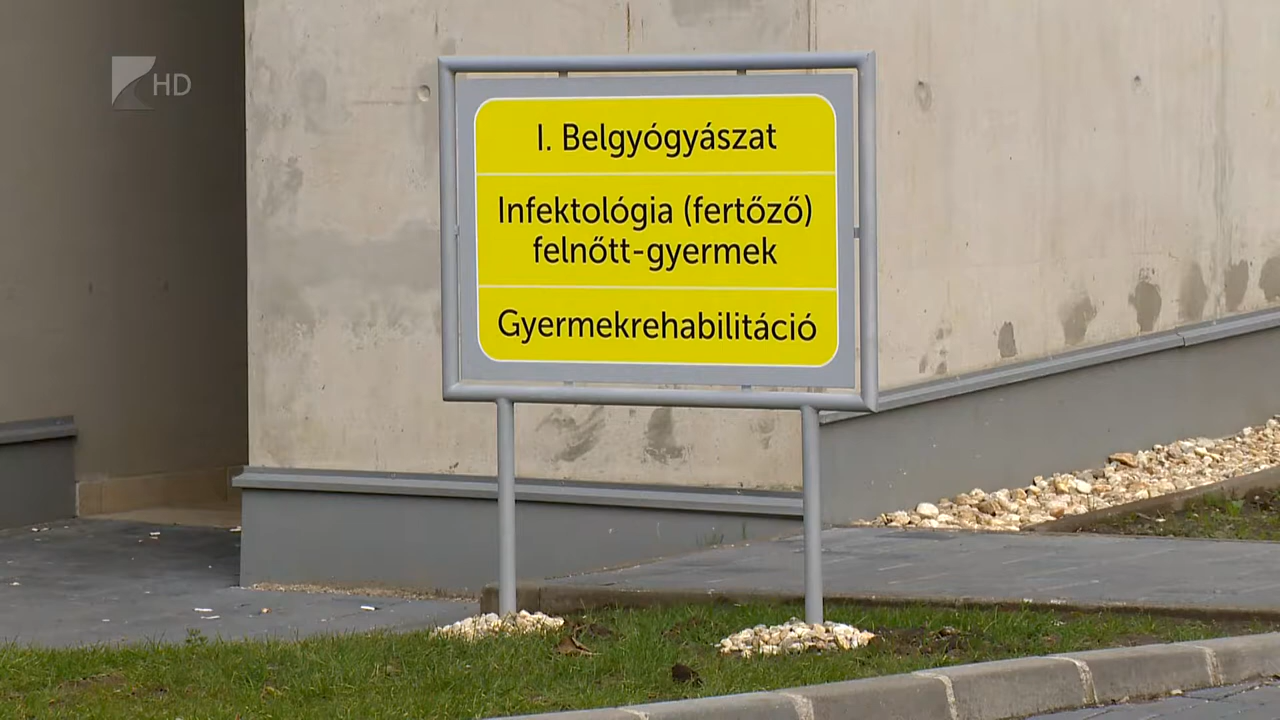 HD
I. Belgyógyászat
Infektológia (fertőző)
felnőtt-gyermek
Gyermekrehabilitáció